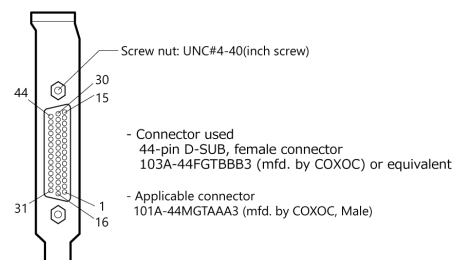 Screw nut: UNC#4-40(inch screw)
30
44
15
- Connector used
44-pin D-SUB, female connector
103A-44FGTBBB3 (mfd. by COXOC) or equivalent
- Applicable connector
101A-44MGTAAA3 (mfd. by COXOC, Male)
31
1
16